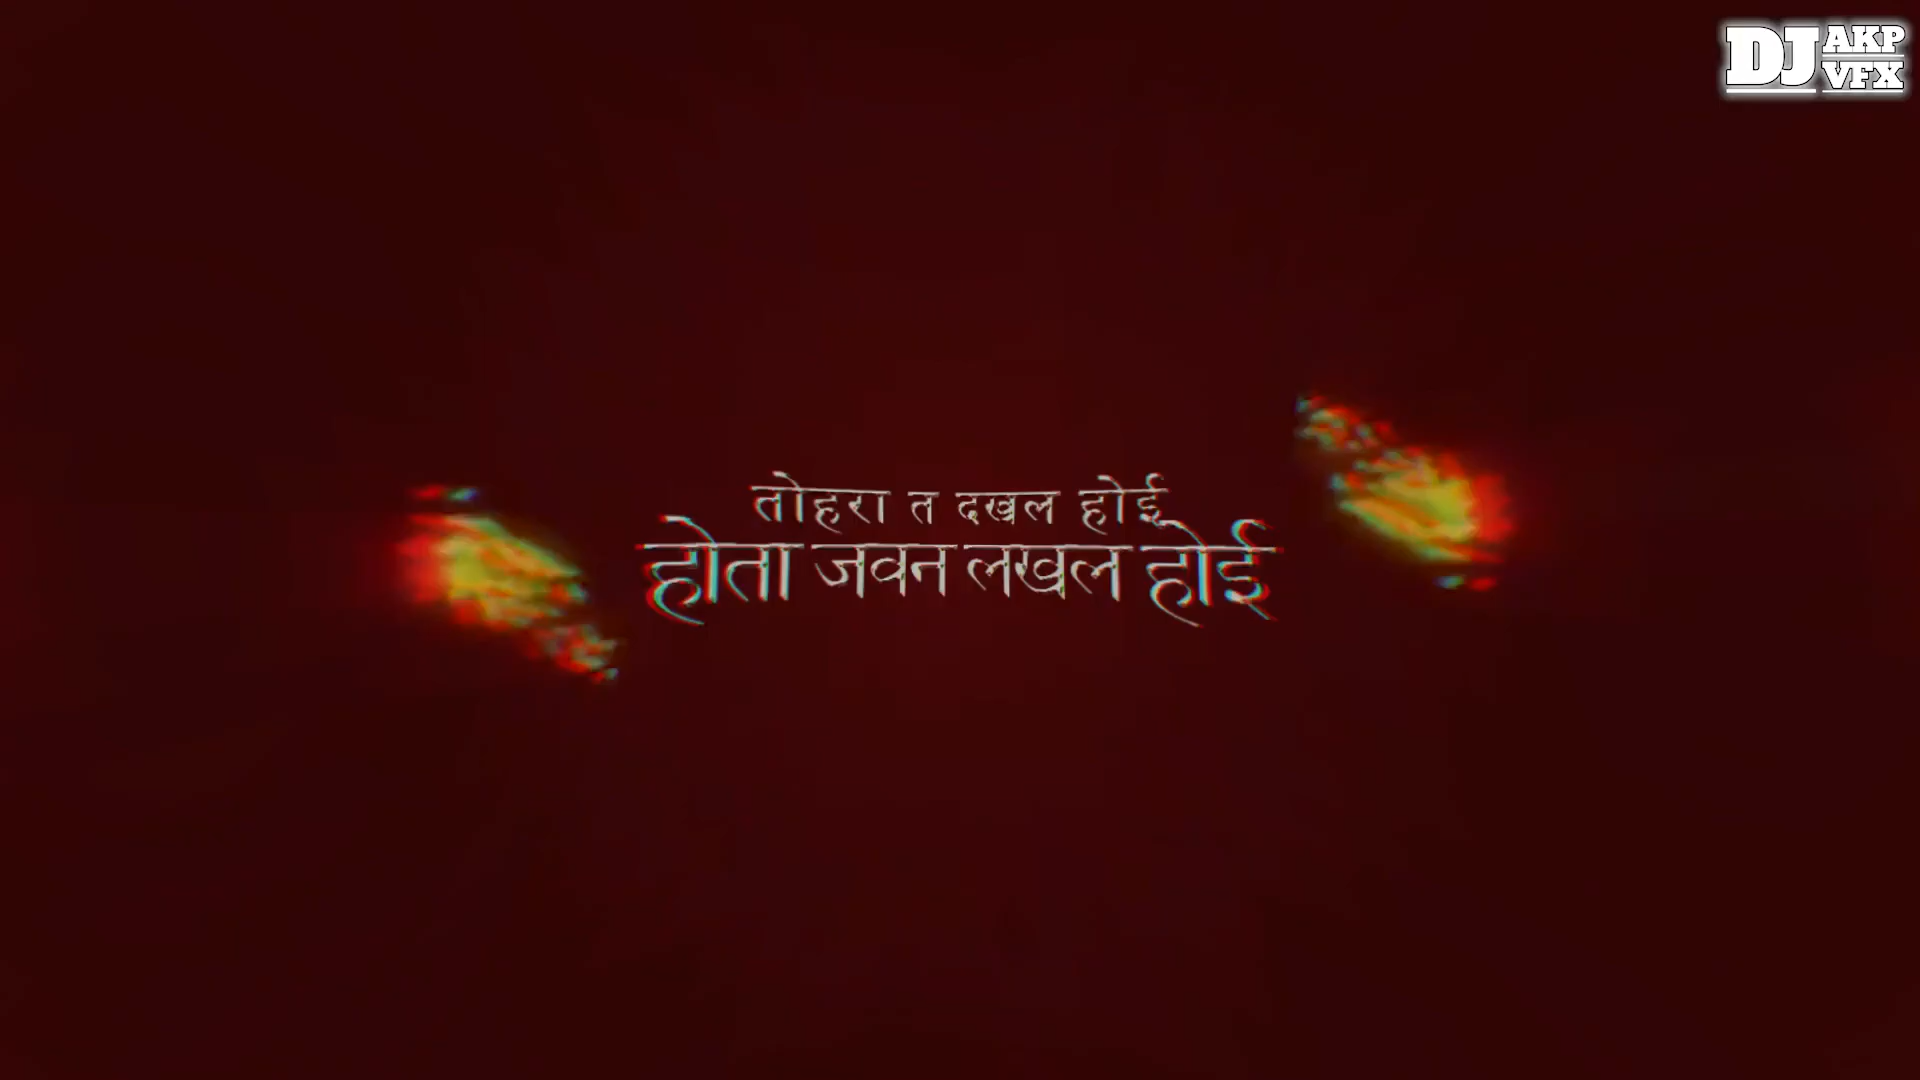 DJ AKP VFX
तोहरा त दखल होई
होता जवन लखल होई